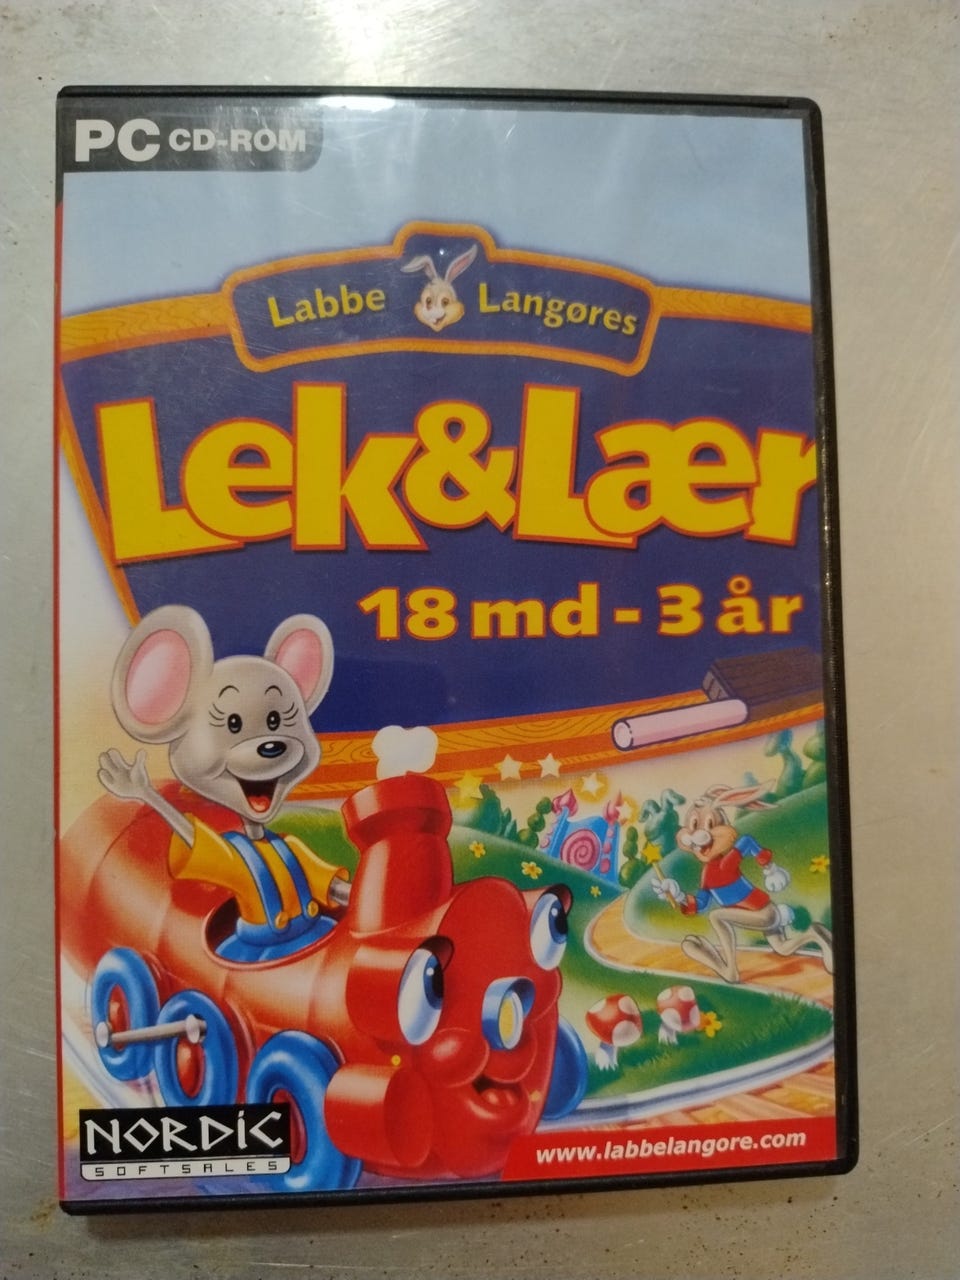 PC CD-ROM
Labbe Langøres
Lek&Lær
18 md - 3 år
NORDIC
SOFTSALES
www.labbelangore.com